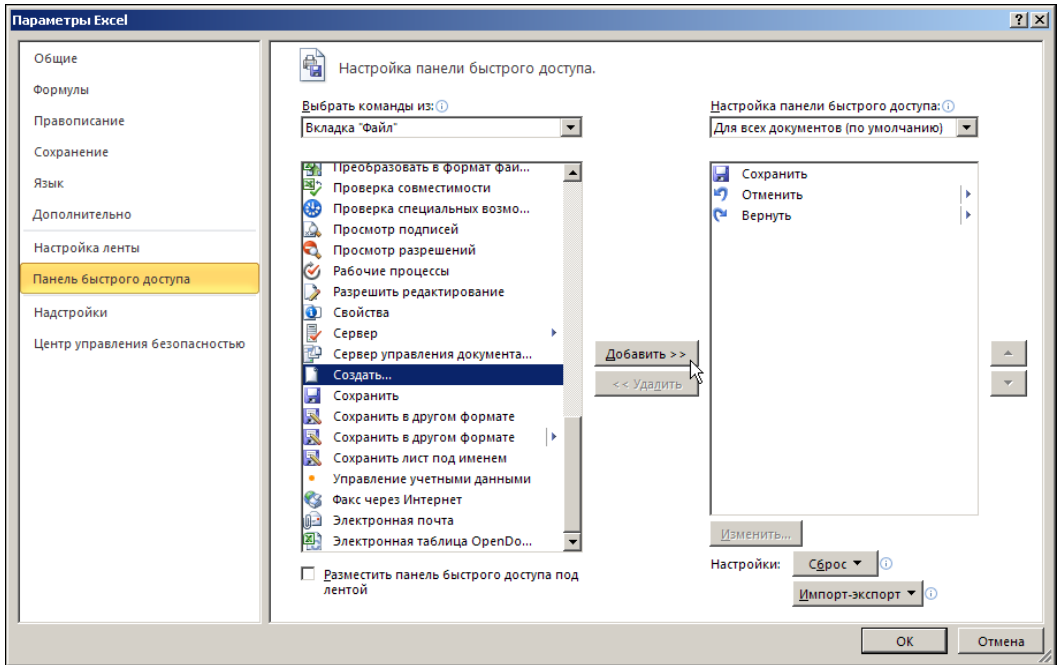 Параметры Excel
Общие
Формулы
Правописание
Сохранение
Язык
Дополнительно
Настройка ленты
Панель быстрого доступа
Надстройки
Центр управления безопасностью
Настройка панели быстрого доступа.
Выбрать команды из:
Вкладка "Файл"
Преобразовать в формат фай...
Проверка совместимости
Проверка специальных возмо...
Просмотр подписей
Просмотр разрешений
Рабочие процессы
Разрешить редактирование
Свойства
Сервер
Сервер управления документа...
Создать...
Сохранить
Сохранить в другом формате
Сохранить в другом формате
Сохранить лист под именем
Управление учетными данными
Факс через Интернет
Электронная почта
Электронная таблица OpenDo...
Разместить панель быстрого доступа под
лентой
Добавить >>
<< Удалить
Настройка панели быстрого доступа:
Для всех документов (по умолчанию)
Сохранить
Отменить
Вернуть
Изменить...
Настройки:
Сброс
Импорт-экспорт
ОК
Отмена